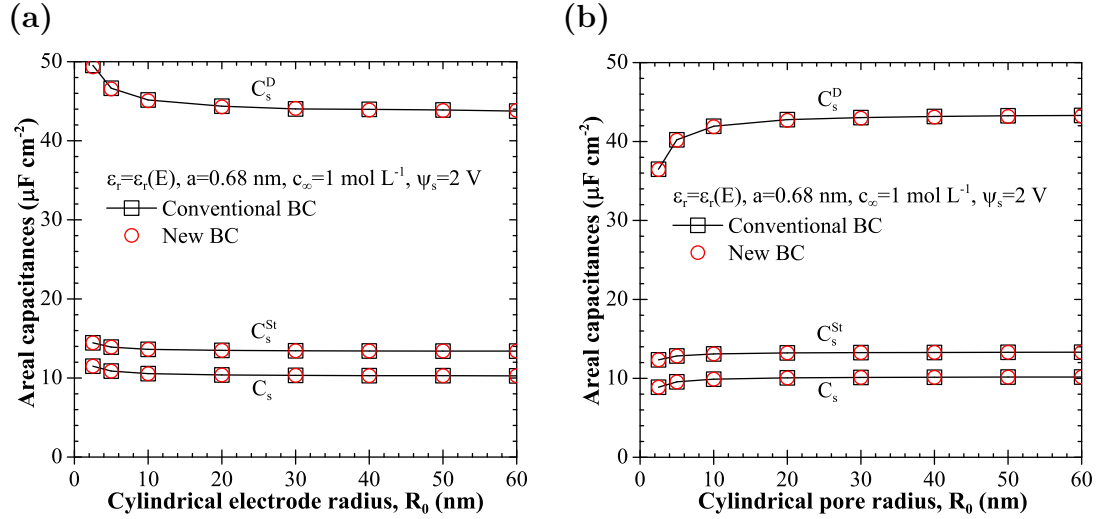 (a)
50
40
30
20
10
0
Areal capacitances (μF cm⁻²)
C_s^D
ε_r=ε_r(E), a=0.68 nm, c_∞=1 mol L⁻¹, ψ_s=2 V
Conventional BC
New BC
C_s^St
C_s
0 10 20 30 40 50 60
Cylindrical electrode radius, R₀ (nm)
(b)
50
40
30
20
10
0
Areal capacitances (μF cm⁻²)
C_s^D
ε_r=ε_r(E), a=0.68 nm, c_∞=1 mol L⁻¹, ψ_s=2 V
Conventional BC
New BC
C_s^St
C_s
0 10 20 30 40 50 60
Cylindrical pore radius, R₀ (nm)